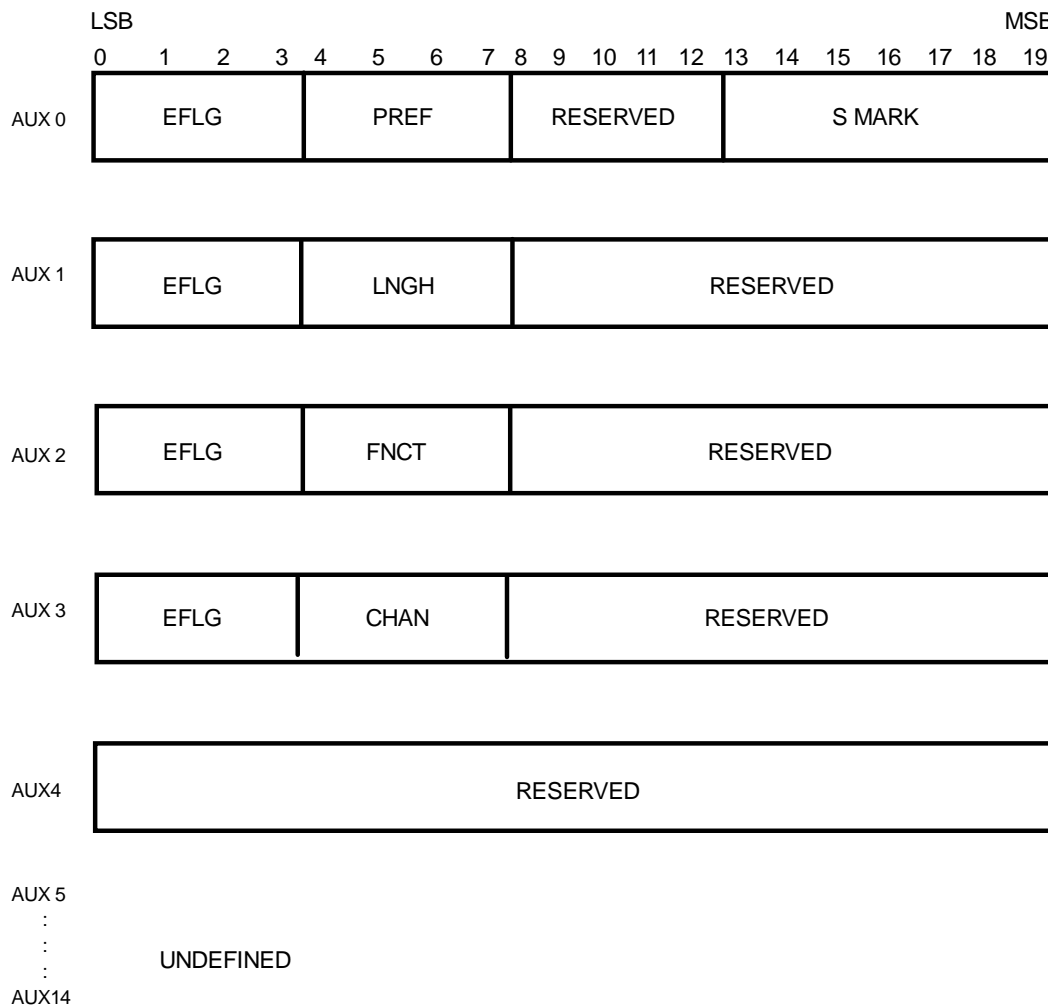 LSB MSB
0 1 2 3 4 5 6 7 8 9 10 11 12 13 14 15 16 17 18 19
AUX 0 EFLG PREF RESERVED S MARK
AUX 1 EFLG LNGH RESERVED
AUX 2 EFLG FNCT RESERVED
AUX 3 EFLG CHAN RESERVED
AUX4 RESERVED
AUX 5
:
:
UNDEFINED
:
AUX14